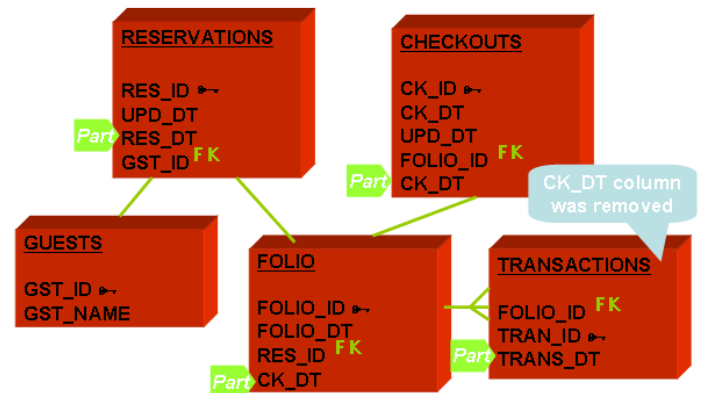 RESERVATIONS
RES_ID
UPD_DT
Part RES_DT
GST_ID FK
CHECKOUTS
CK_ID
CK_DT
UPD_DT
FOLIO_ID FK
Part CK_DT
CK_DT column
was removed
GUESTS
GST_ID
GST_NAME
FOLIO
FOLIO_ID
FOLIO_DT
RES_ID FK
Part CK_DT
TRANSACTIONS
FOLIO_ID FK
TRAN_ID
Part TRANS_DT